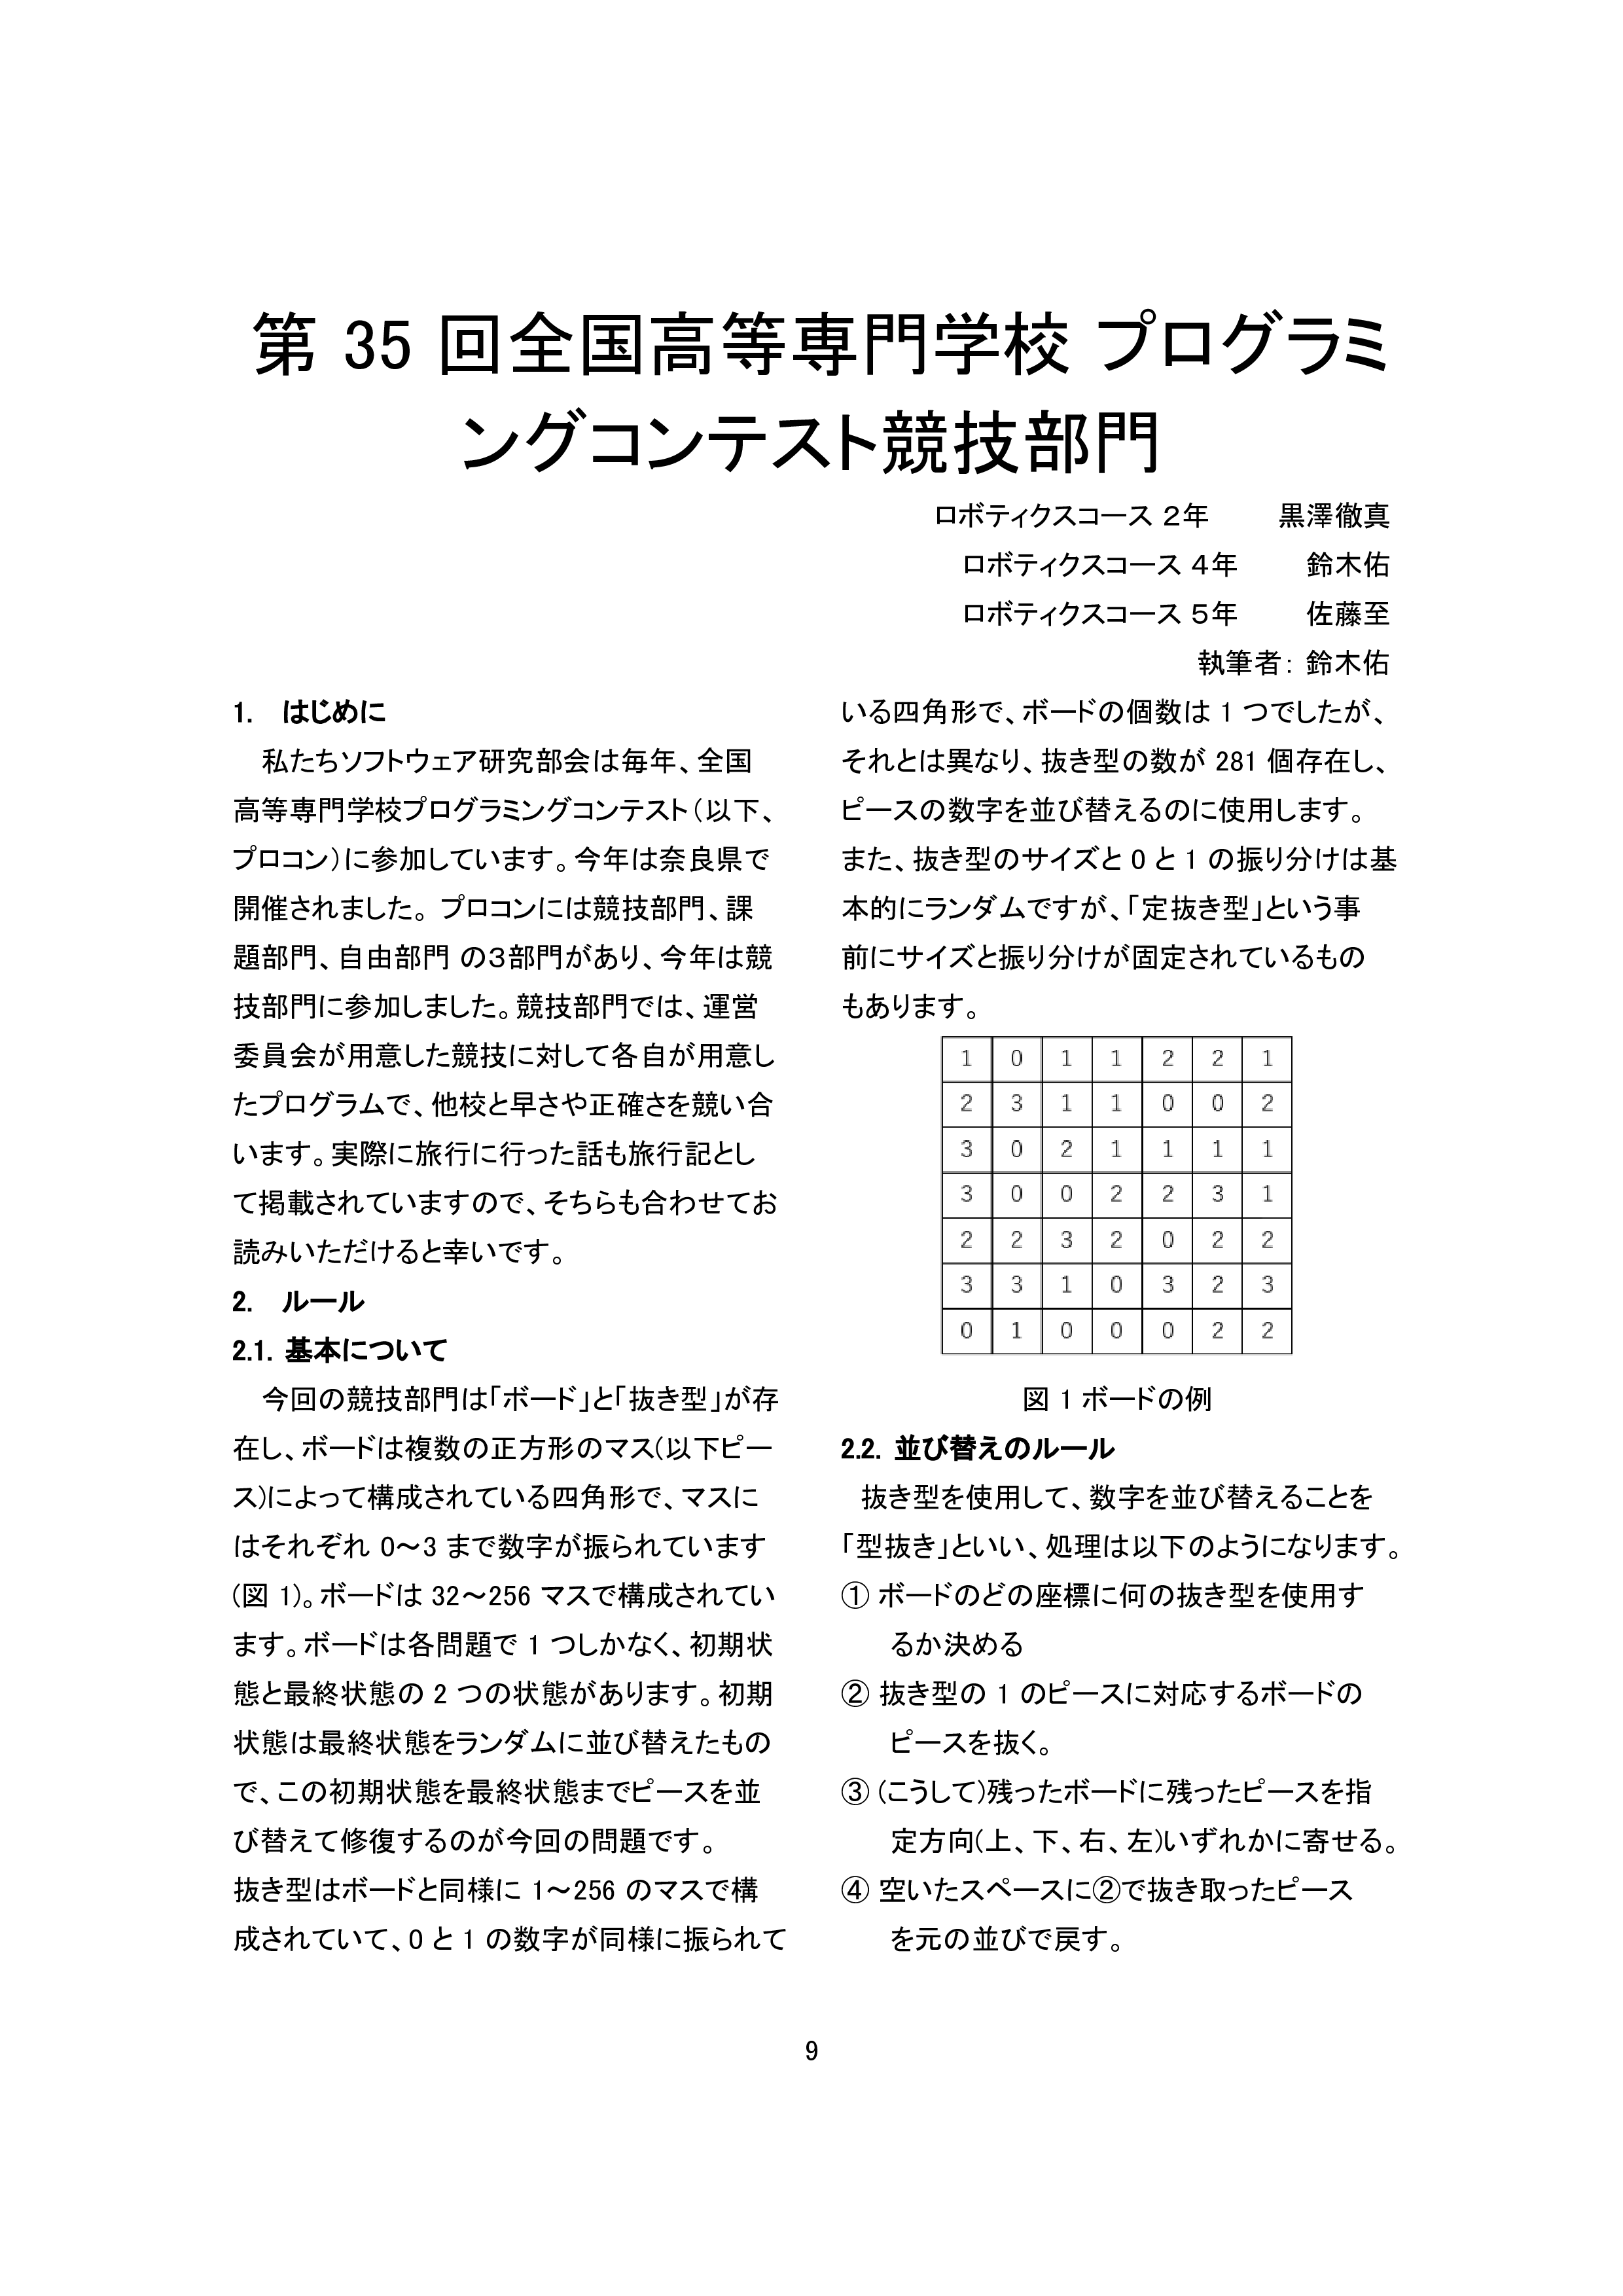 第 35 回全国高等専門学校 プログラミ
ングコンテスト競技部門
ロボティクスコース 2年　　黒澤徹真
ロボティクスコース 4年　　鈴木佑
ロボティクスコース 5年　　佐藤至
執筆者: 鈴木佑
1.　はじめに
私たちソフトウェア研究部会は毎年、全国
高等専門学校プログラミングコンテスト(以下、
プロコン)に参加しています。今年は奈良県で
開催されました。プロコンには競技部門、課
題部門、自由部門 の3部門があり、今年は競
技部門に参加しました。競技部門では、運営
委員会が用意した競技に対して各自が用意し
たプログラムで、他校と早さや正確さを競い合
います。実際に旅行に行った話も旅行記とし
て掲載されていますので、そちらも合わせてお
読みいただけると幸いです。
2.　ルール
2.1. 基本について
今回の競技部門は「ボード」と「抜き型」が存
在し、ボードは複数の正方形のマス(以下ピー
ス)によって構成されている四角形で、マスに
はそれぞれ 0～3 まで数字が振られています
(図 1)。ボードは 32～256 マスで構成されてい
ます。ボードは各問題で 1 つしかなく、初期状
態と最終状態の 2 つの状態があります。初期
状態は最終状態をランダムに並び替えたもの
で、この初期状態を最終状態までピースを並
び替えて修復するのが今回の問題です。
抜き型はボードと同様に 1～256 のマスで構
成されていて、0 と 1 の数字が同様に振られて
いる四角形で、ボードの個数は 1 つでしたが、
それとは異なり、抜き型の数が 281 個存在し、
ピースの数字を並び替えるのに使用します。
また、抜き型のサイズと 0 と 1 の振り分けは基
本的にランダムですが、「定抜き型」という事
前にサイズと振り分けが固定されているもの
もあります。
1 0 1 1 2 2 1
2 3 1 1 0 0 2
3 0 2 1 1 1 1
3 0 0 2 2 3 1
2 2 3 2 0 2 2
3 3 1 0 3 2 3
0 1 0 0 0 2 2
図 1 ボードの例
2.2. 並び替えのルール
抜き型を使用して、数字を並び替えることを
「型抜き」といい、処理は以下のようになります。
① ボードのどの座標に何の抜き型を使用す
るか決める
② 抜き型の 1 のピースに対応するボードの
ピースを抜く。
③ (こうして)残ったボードに残ったピースを指
定方向(上、下、右、左)いずれかに寄せる。
④ 空いたスペースに②で抜き取ったピース
を元の並びで戻す。
9